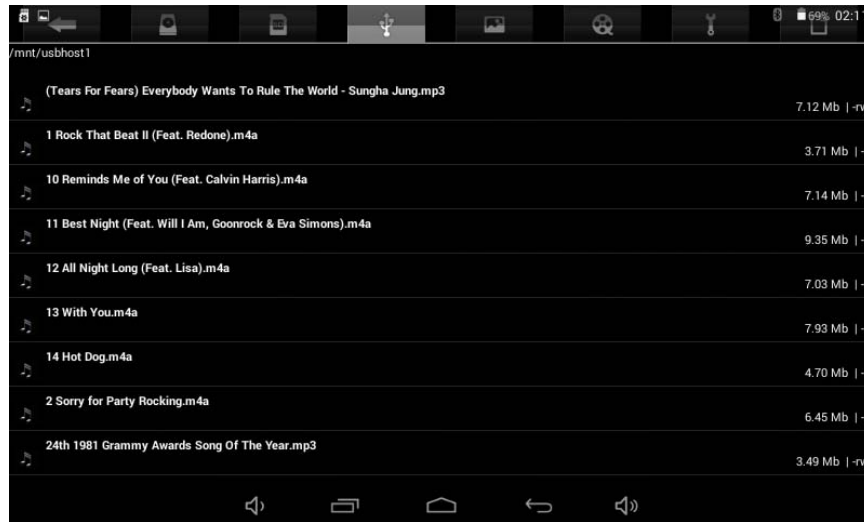 69% 02:1
/mnt/usbhost1
(Tears For Fears) Everybody Wants To Rule The World - Sungha Jung.mp3
7.12 Mb | -rw
1 Rock That Beat II (Feat. Redone).m4a
3.71 Mb | -
10 Reminds Me of You (Feat. Calvin Harris).m4a
7.14 Mb | -
11 Best Night (Feat. Will I Am, Goonrock & Eva Simons).m4a
9.35 Mb | -
12 All Night Long (Feat. Lisa).m4a
7.03 Mb | -
13 With You.m4a
7.93 Mb | -
14 Hot Dog.m4a
4.70 Mb | -
2 Sorry for Party Rocking.m4a
6.45 Mb | -
24th 1981 Grammy Awards Song Of The Year.mp3
3.49 Mb | -rw